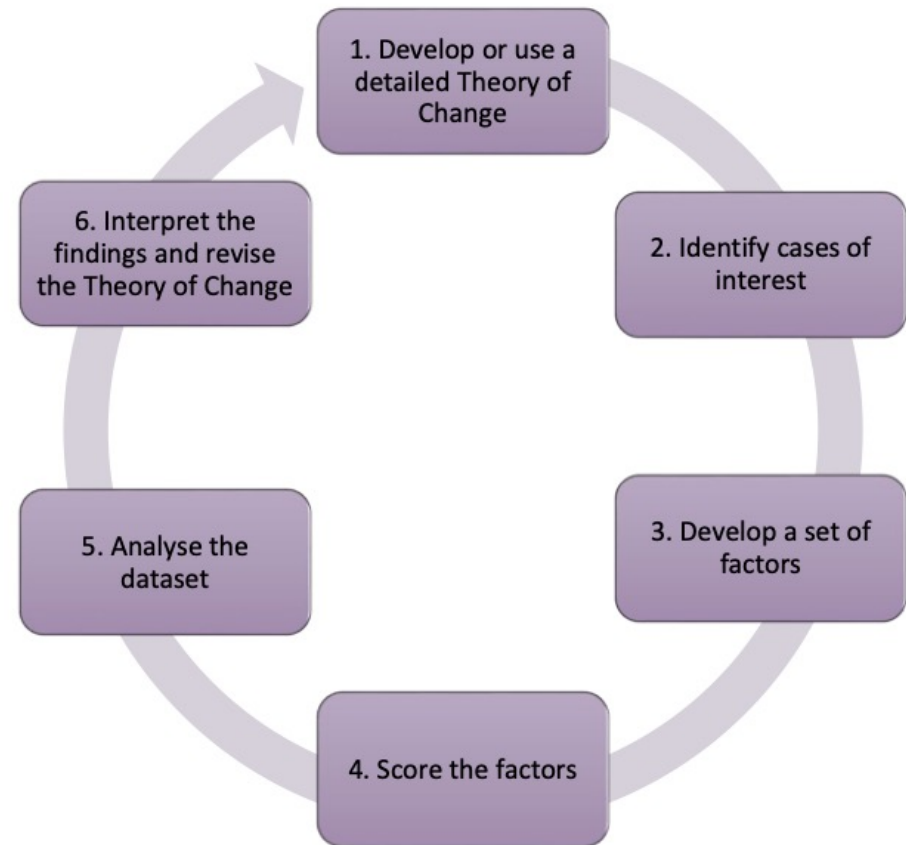 1. Develop or use a
detailed Theory of
Change
2. Identify cases of
interest
3. Develop a set of
factors
4. Score the factors
5. Analyse the
dataset
6. Interpret the
findings and revise
the Theory of Change